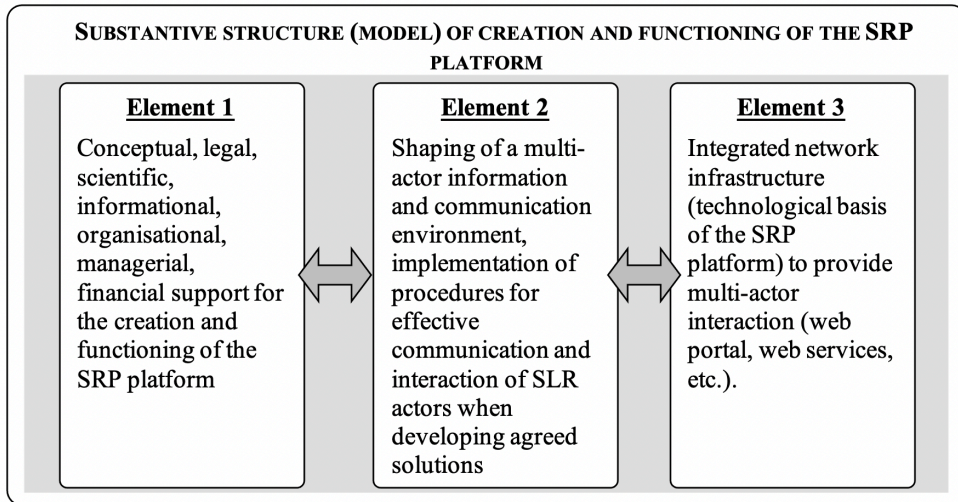 SUBSTANTIVE STRUCTURE (MODEL) OF CREATION AND FUNCTIONING OF THE SRP
PLATFORM
Element 1
Conceptual, legal,
scientific,
informational,
organisational,
managerial,
financial support for
the creation and
functioning of the
SRP platform
Element 2
Shaping of a multi-
actor information
and communication
environment,
implementation of
procedures for
effective
communication and
interaction of SLR
actors when
developing agreed
solutions
Element 3
Integrated network
infrastructure
(technological basis
of the SRP
platform) to provide
multi-actor
interaction (web
portal, web services,
etc.).